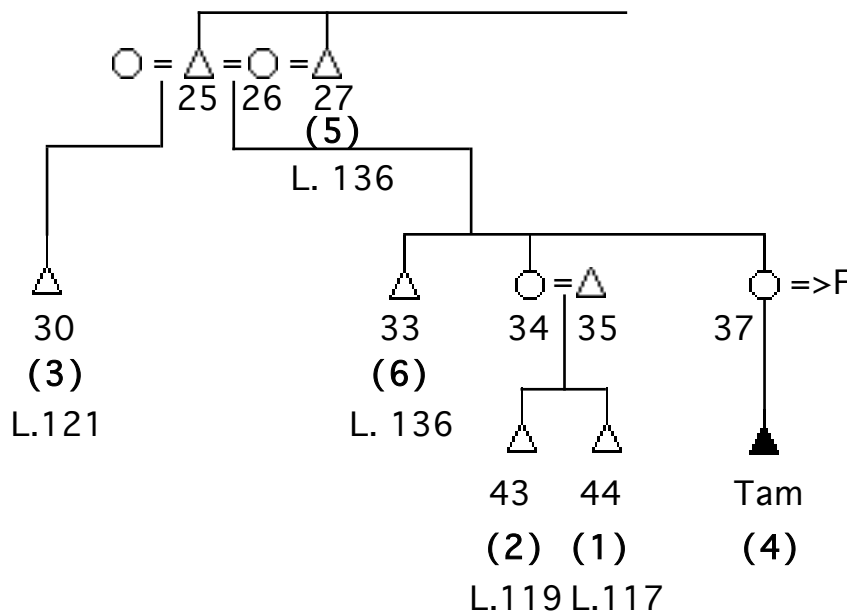 = = =
25 26 27
(5)
L. 136
= =>F
30 33 34 35 37
(3) (6)
L.121 L. 136
43 44 Tam
(2) (1) (4)
L.119 L.117